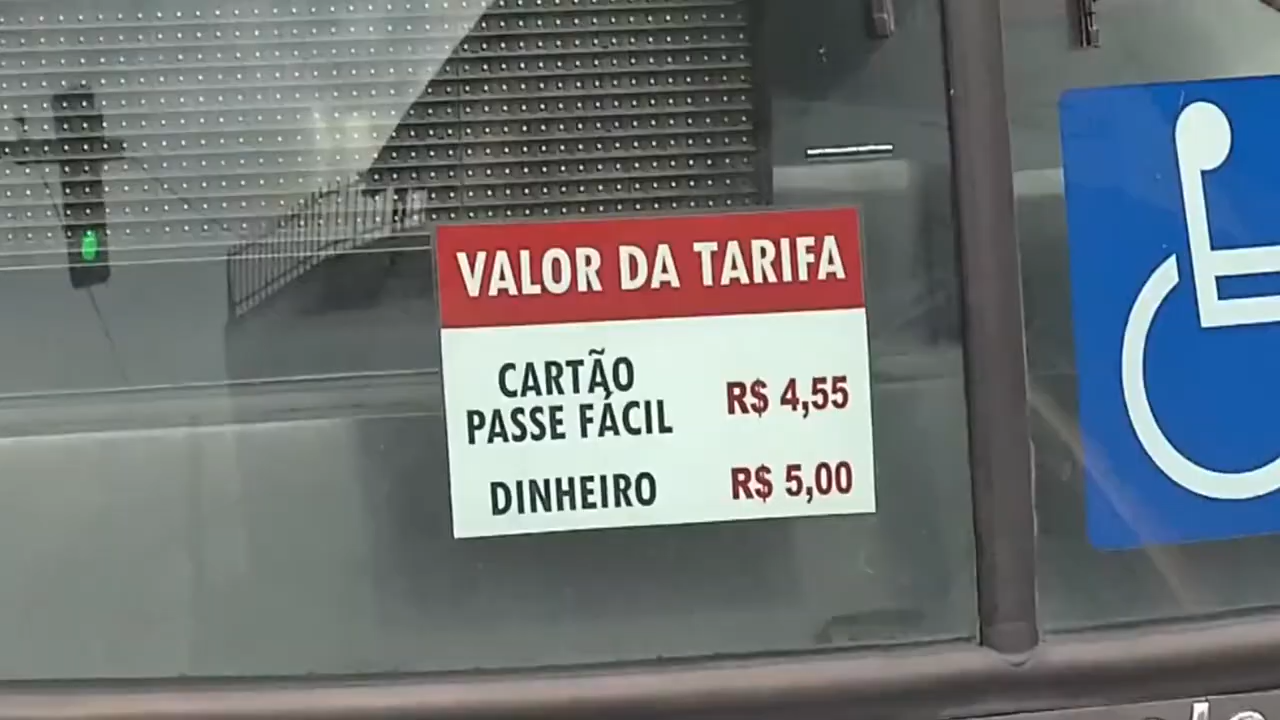 VALOR DA TARIFA
CARTÃO
PASSE FÁCIL
R$ 4,55
DINHEIRO
R$ 5,00